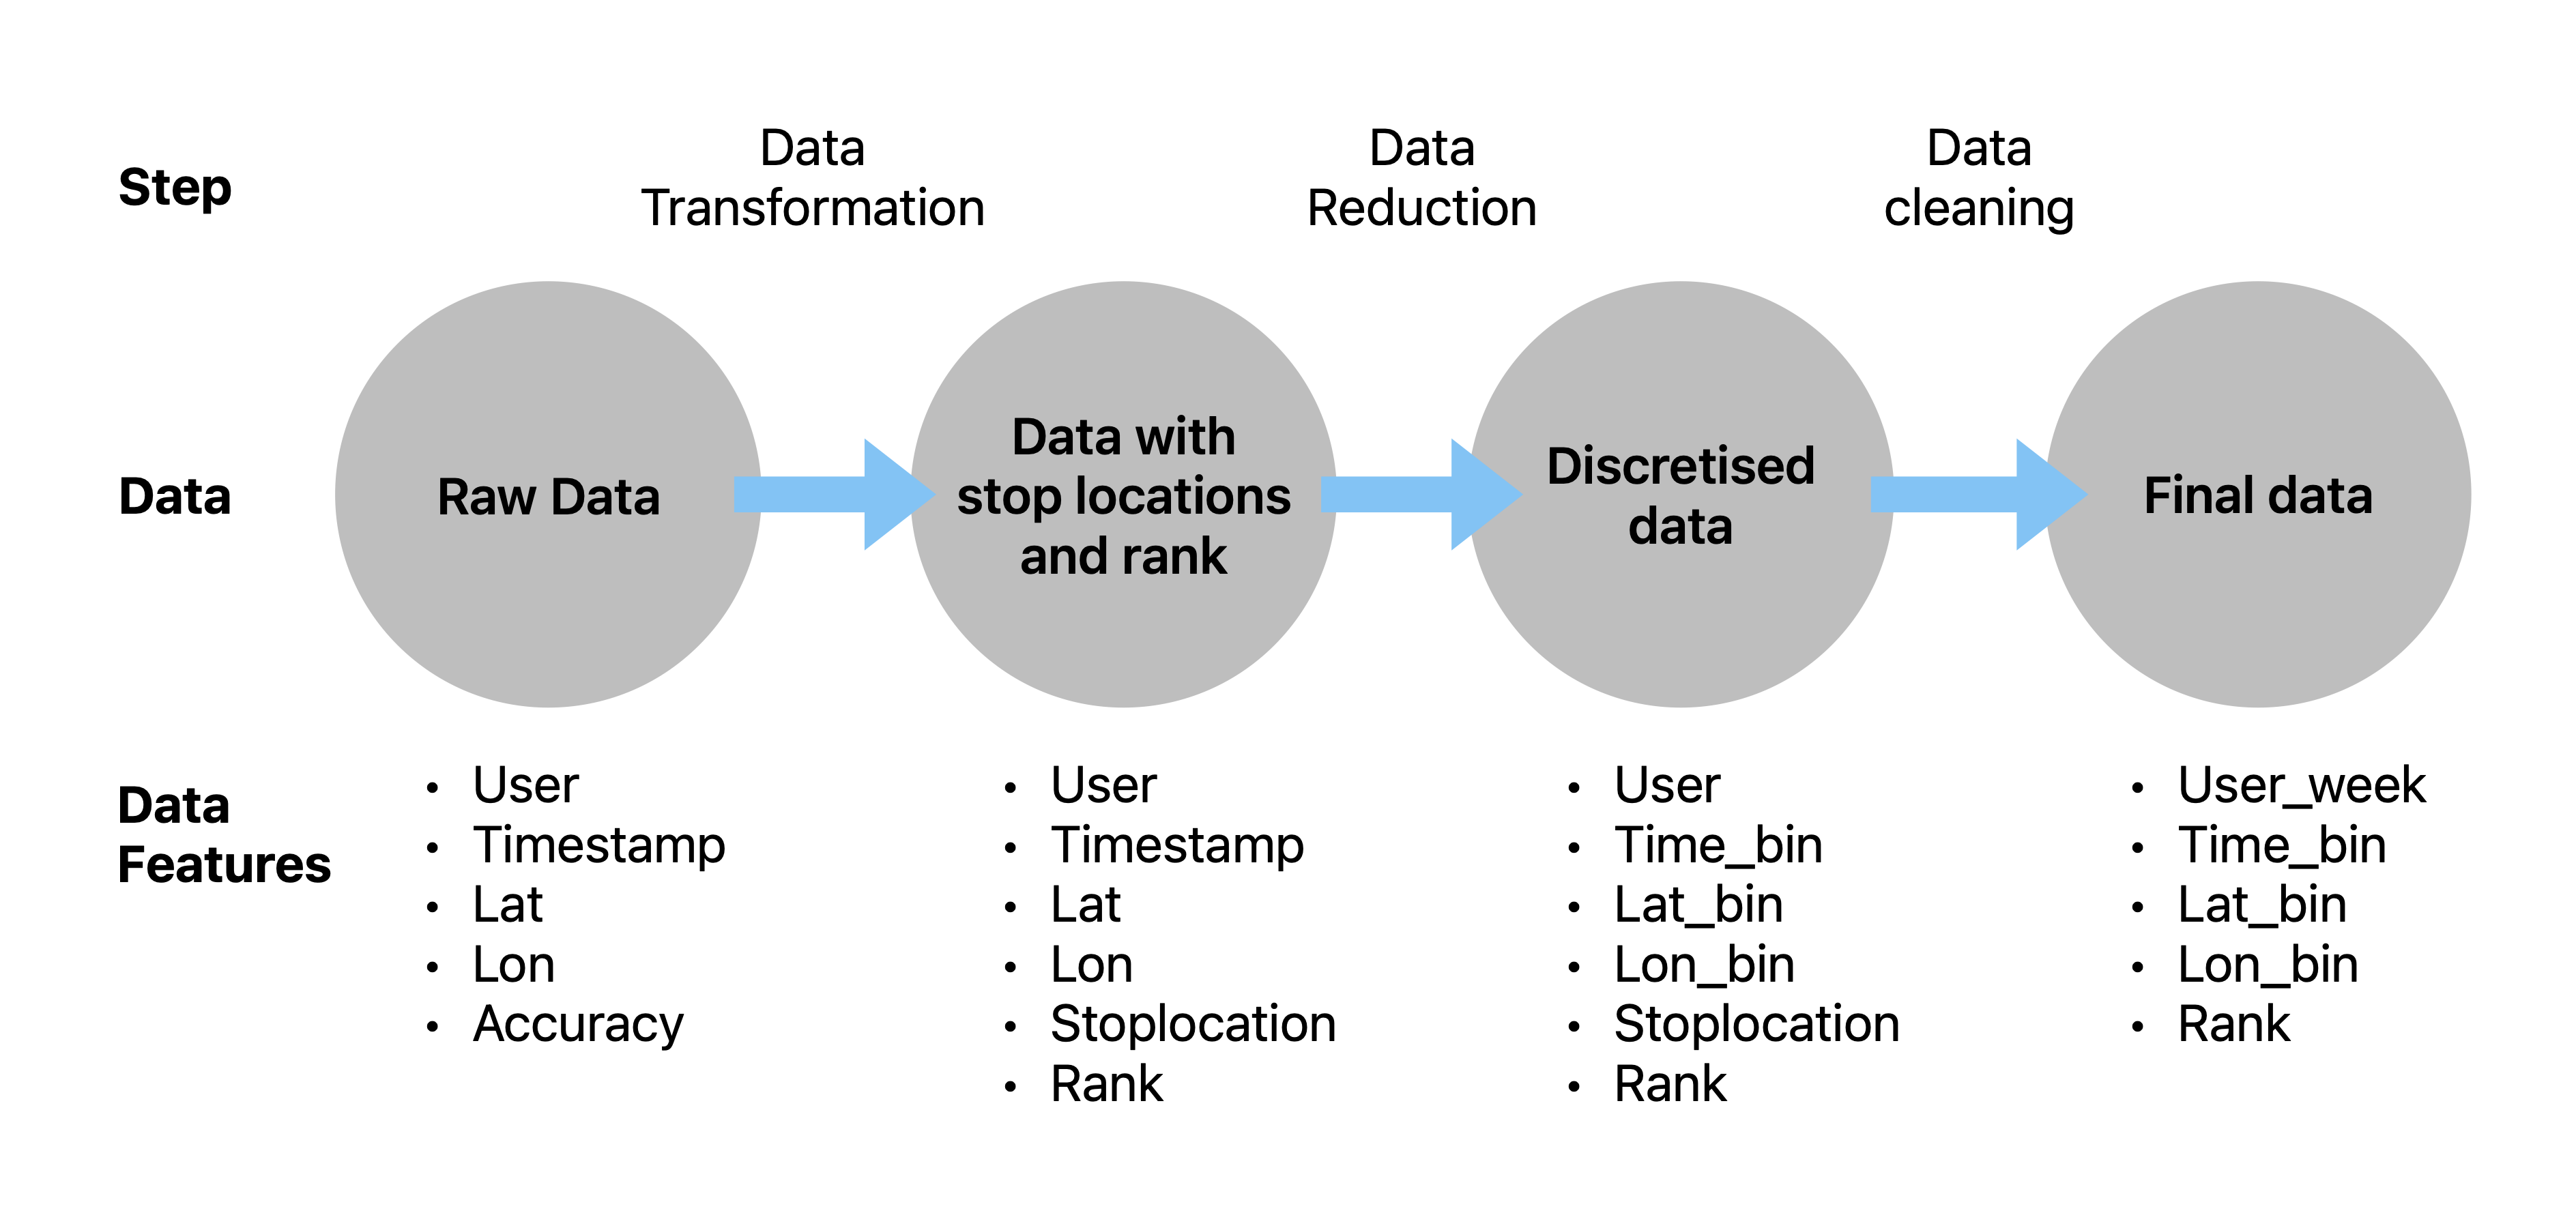 Step
Data
Transformation
Data
Reduction
Data
cleaning
Data
Raw Data
Data with
stop locations
and rank
Discretised
data
Final data
Data
Features
• User
• Timestamp
• Lat
• Lon
• Accuracy
• User
• Timestamp
• Lat
• Lon
• Stoplocation
• Rank
• User
• Time_bin
• Lat_bin
• Lon_bin
• Stoplocation
• Rank
• User_week
• Time_bin
• Lat_bin
• Lon_bin
• Rank